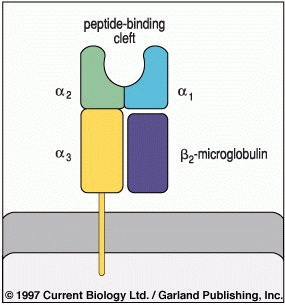 peptide-binding
cleft
α2
α1
α3
β2-microglobulin
© 1997 Current Biology Ltd. / Garland Publishing, Inc.